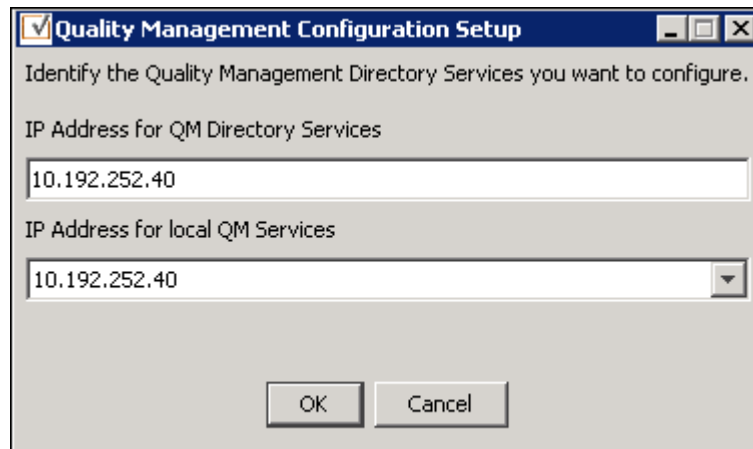 Quality Management Configuration Setup
Identify the Quality Management Directory Services you want to configure.
IP Address for QM Directory Services
10.192.252.40
IP Address for local QM Services
10.192.252.40
OK Cancel